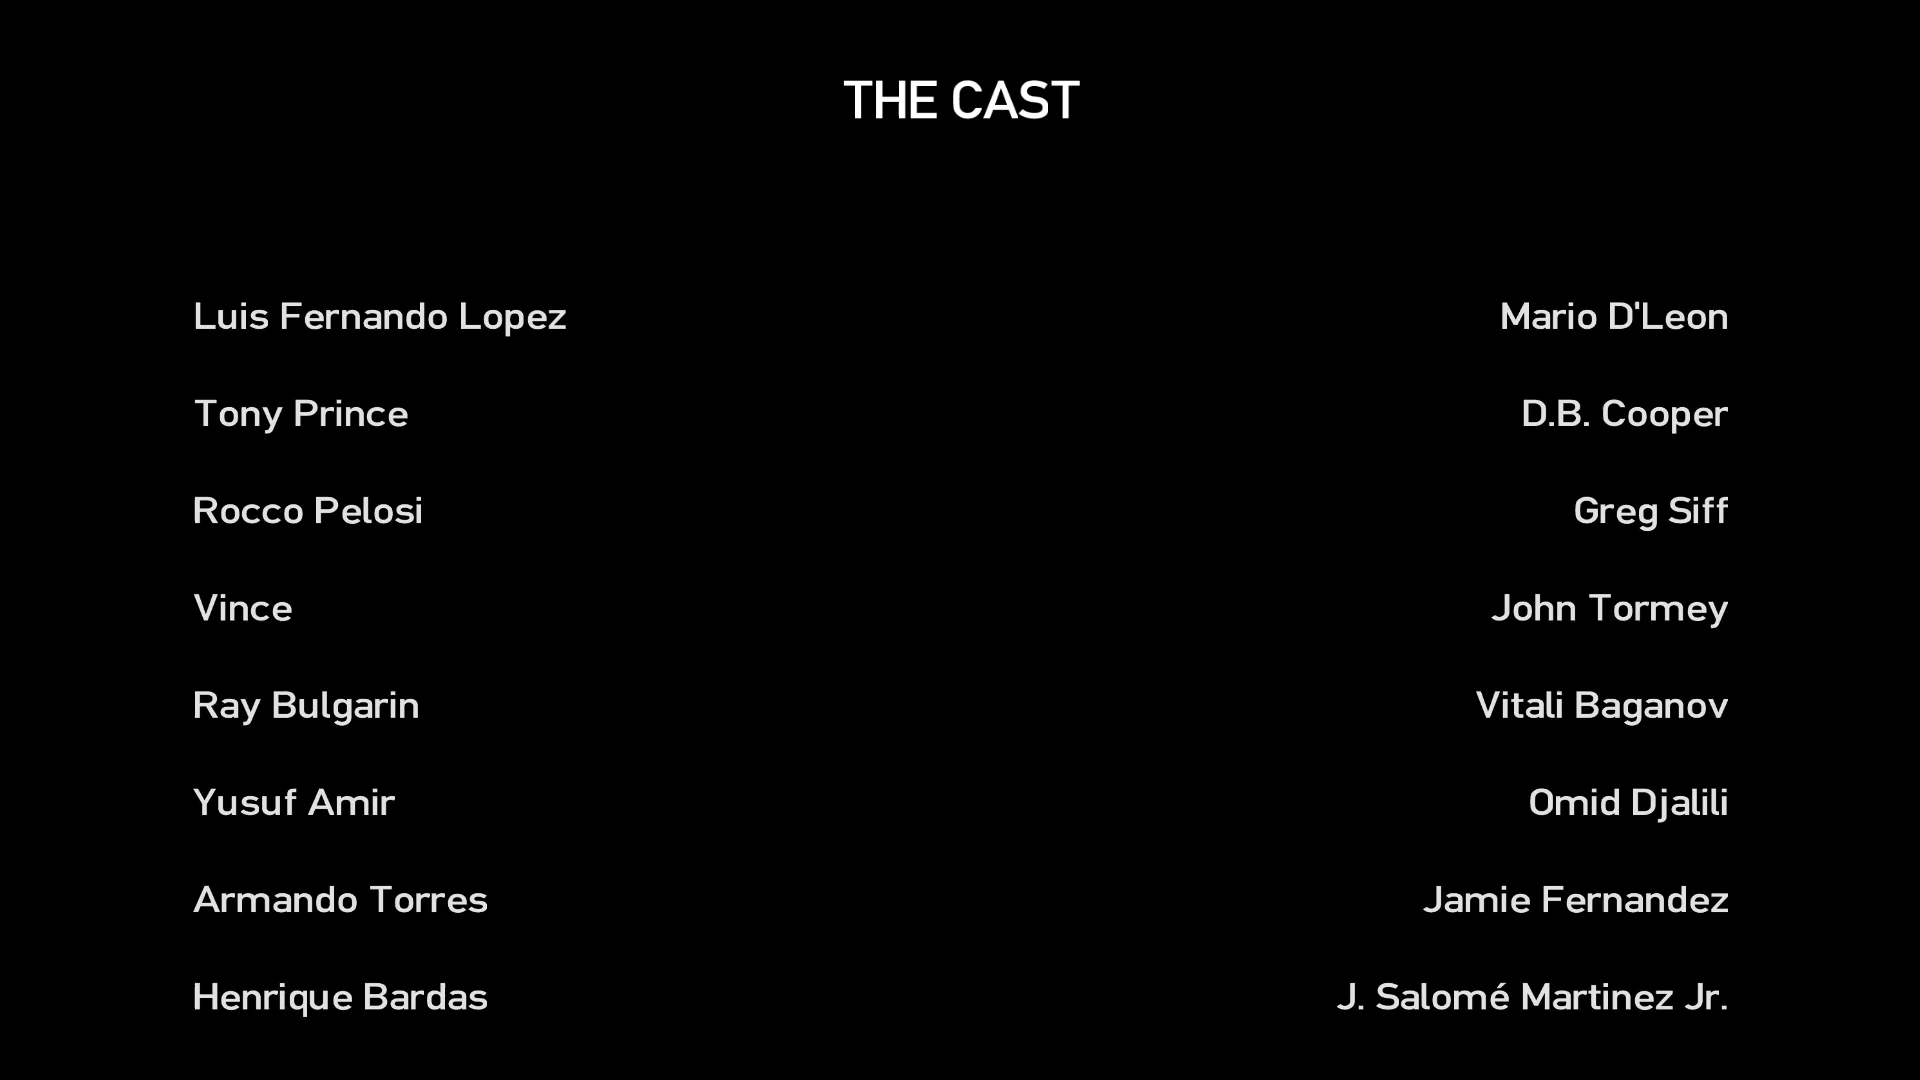 THE CAST
Luis Fernando Lopez Mario D'Leon
Tony Prince D.B. Cooper
Rocco Pelosi Greg Siff
Vince John Tormey
Ray Bulgarin Vitali Baganov
Yusuf Amir Omid Djalili
Armando Torres Jamie Fernandez
Henrique Bardas J. Salomé Martinez Jr.